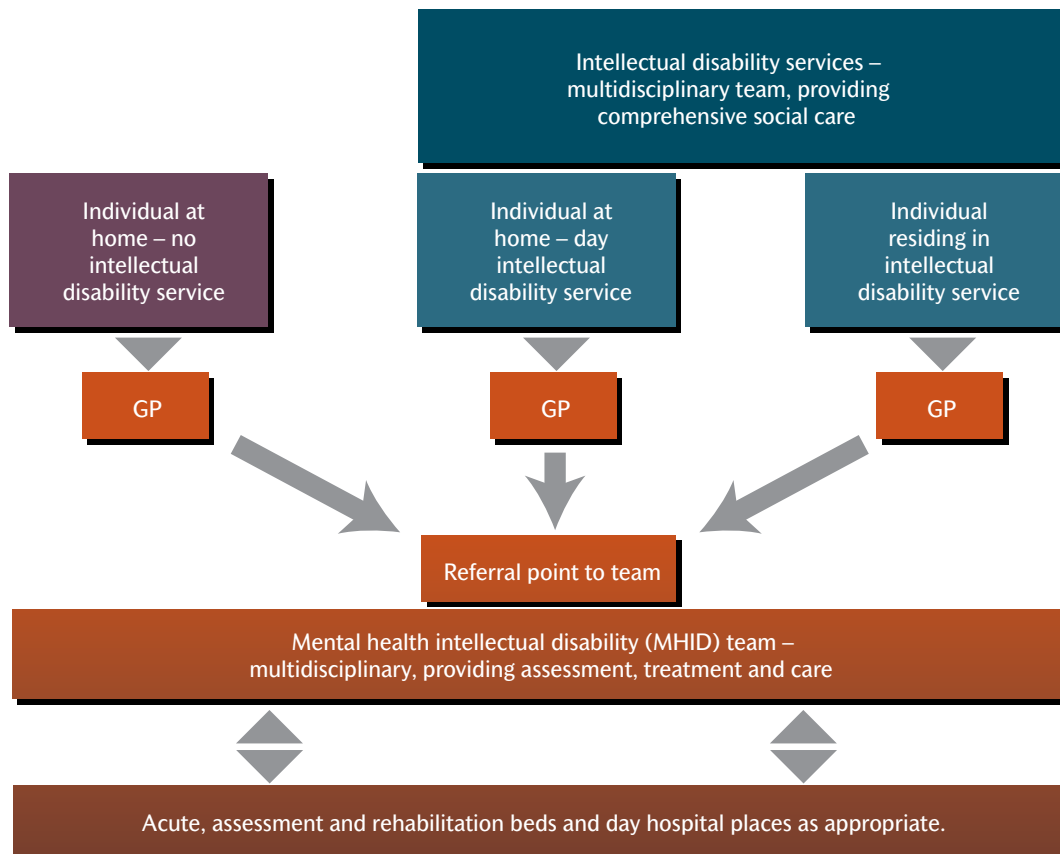 Intellectual disability services –
multidisciplinary team, providing
comprehensive social care
Individual at
home – no
intellectual
disability service
Individual at
home – day
intellectual
disability service
Individual
residing in
intellectual
disability service
GP
GP
GP
Referral point to team
Mental health intellectual disability (MHID) team –
multidisciplinary, providing assessment, treatment and care
Acute, assessment and rehabilitation beds and day hospital places as appropriate.